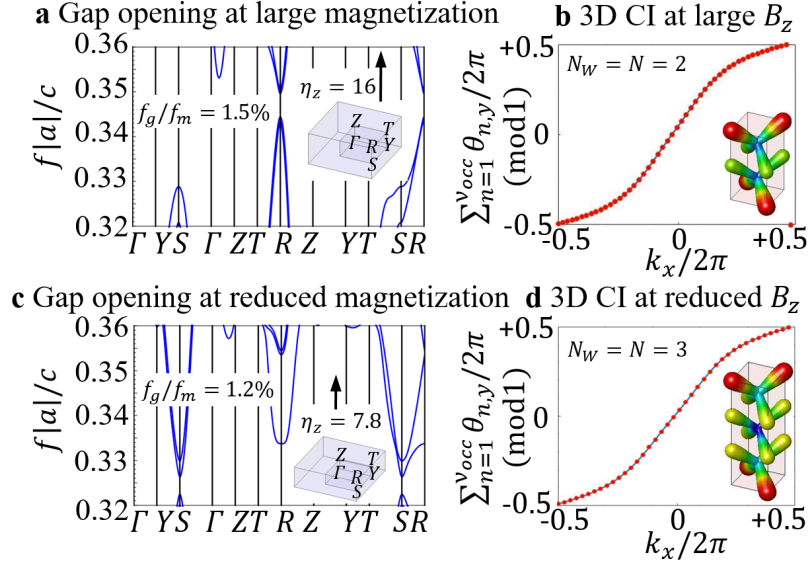 a Gap opening at large magnetization
0.36
0.35
0.34
0.33
0.32
f|a|/c
f_g/f_m = 1.5%
η_z = 16
Z T
Γ R Y
S
Γ YS Γ ZT R Z YT SR
b 3D CI at large B_z
+0.5
0
-0.5
∑_{n=1}^{ν_occ} θ_{n,y}/2π
(mod1)
N_W = N = 2
-0.5 0 +0.5
k_x/2π
c Gap opening at reduced magnetization
0.36
0.35
0.34
0.33
0.32
f|a|/c
f_g/f_m = 1.2%
η_z = 7.8
Z T
Γ R Y
S
Γ YS Γ ZT R Z YT SR
d 3D CI at reduced B_z
+0.5
0
-0.5
∑_{n=1}^{ν_occ} θ_{n,y}/2π
(mod1)
N_W = N = 3
-0.5 0 +0.5
k_x/2π